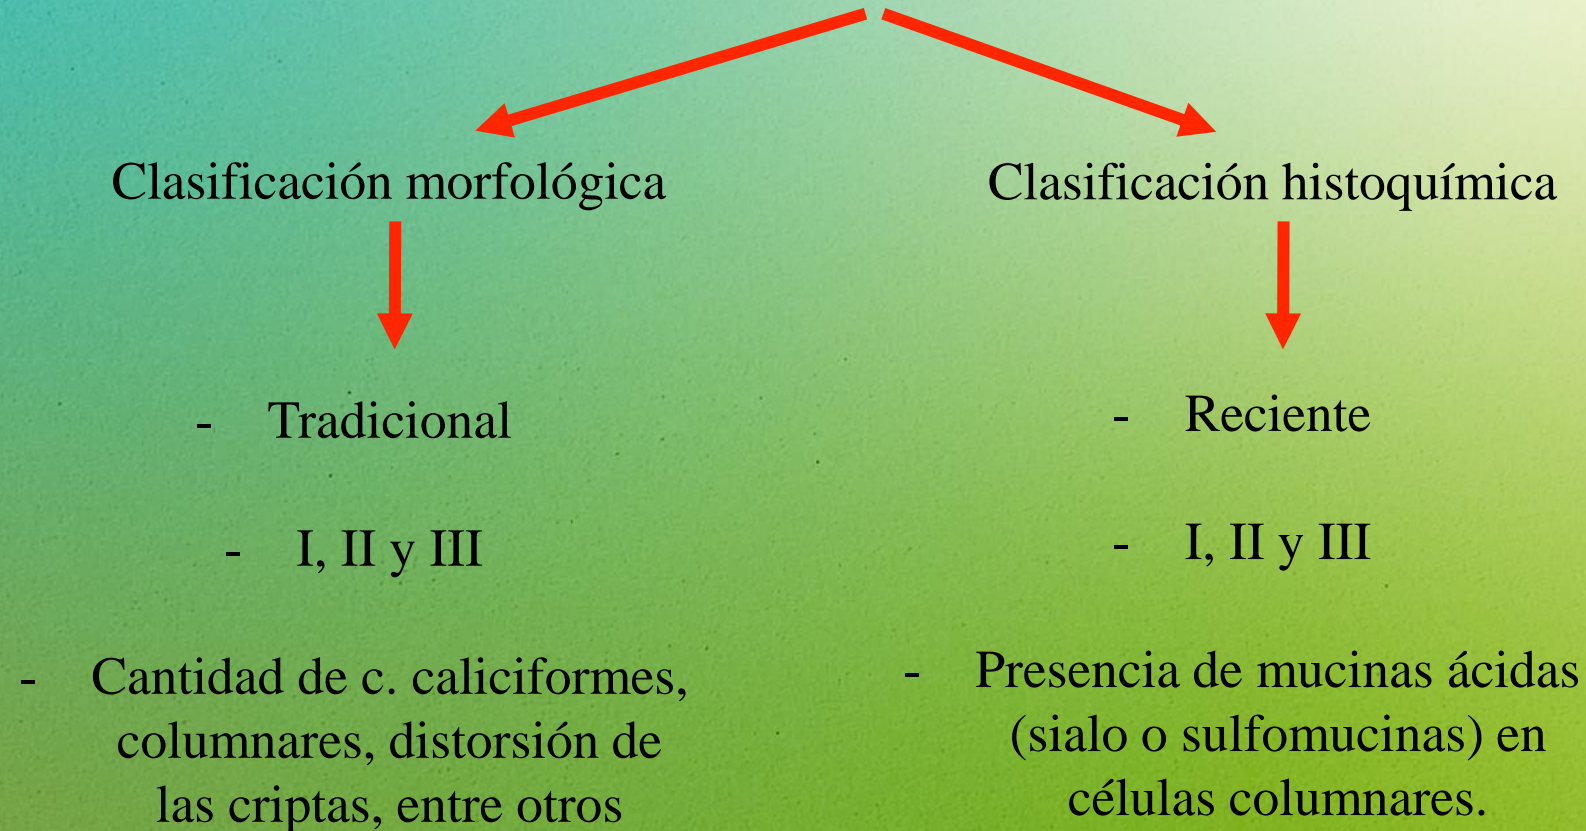 Clasificación morfológica
- Tradicional
- I, II y III
- Cantidad de c. caliciformes,
columnares, distorsión de
las criptas, entre otros
Clasificación histoquímica
- Reciente
- I, II y III
- Presencia de mucinas ácidas
(sialo o sulfomucinas) en
células columnares.